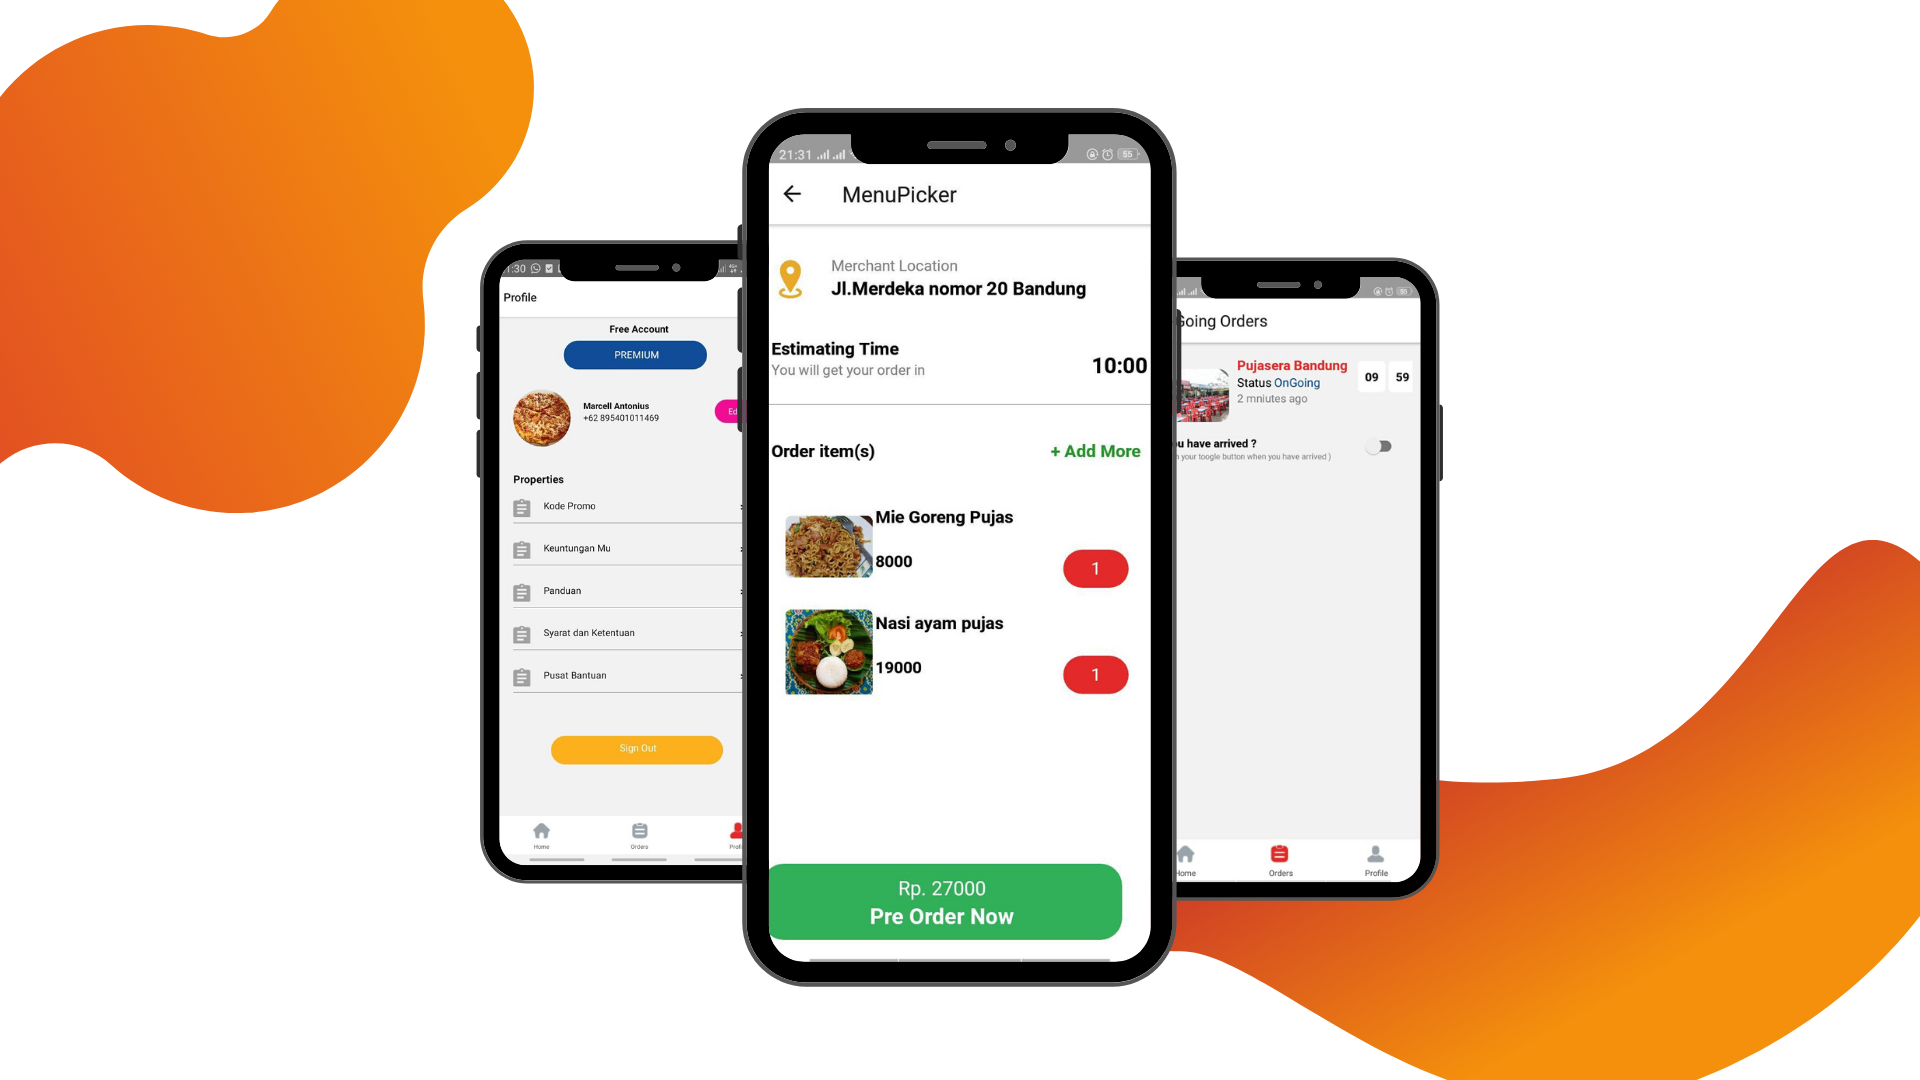 :30
Profile
Free Account
PREMIUM
Marcell Antonius
+62 895401011469
Ed
Properties
Kode Promo
Keuntungan Mu
Panduan
Syarat dan Ketentuan
Pusat Bantuan
Sign Out
Home
Orders
Profi
21:31
55
MenuPicker
Merchant Location
Jl.Merdeka nomor 20 Bandung
Estimating Time
You will get your order in
10:00
Order item(s)
+ Add More
Mie Goreng Pujas
8000
1
Nasi ayam pujas
19000
1
Rp. 27000
Pre Order Now
55
Going Orders
Pujasera Bandung
Status OnGoing
2 mniutes ago
09 59
u have arrived ?
your toogle button when you have arrived )
Home
Orders
Profile